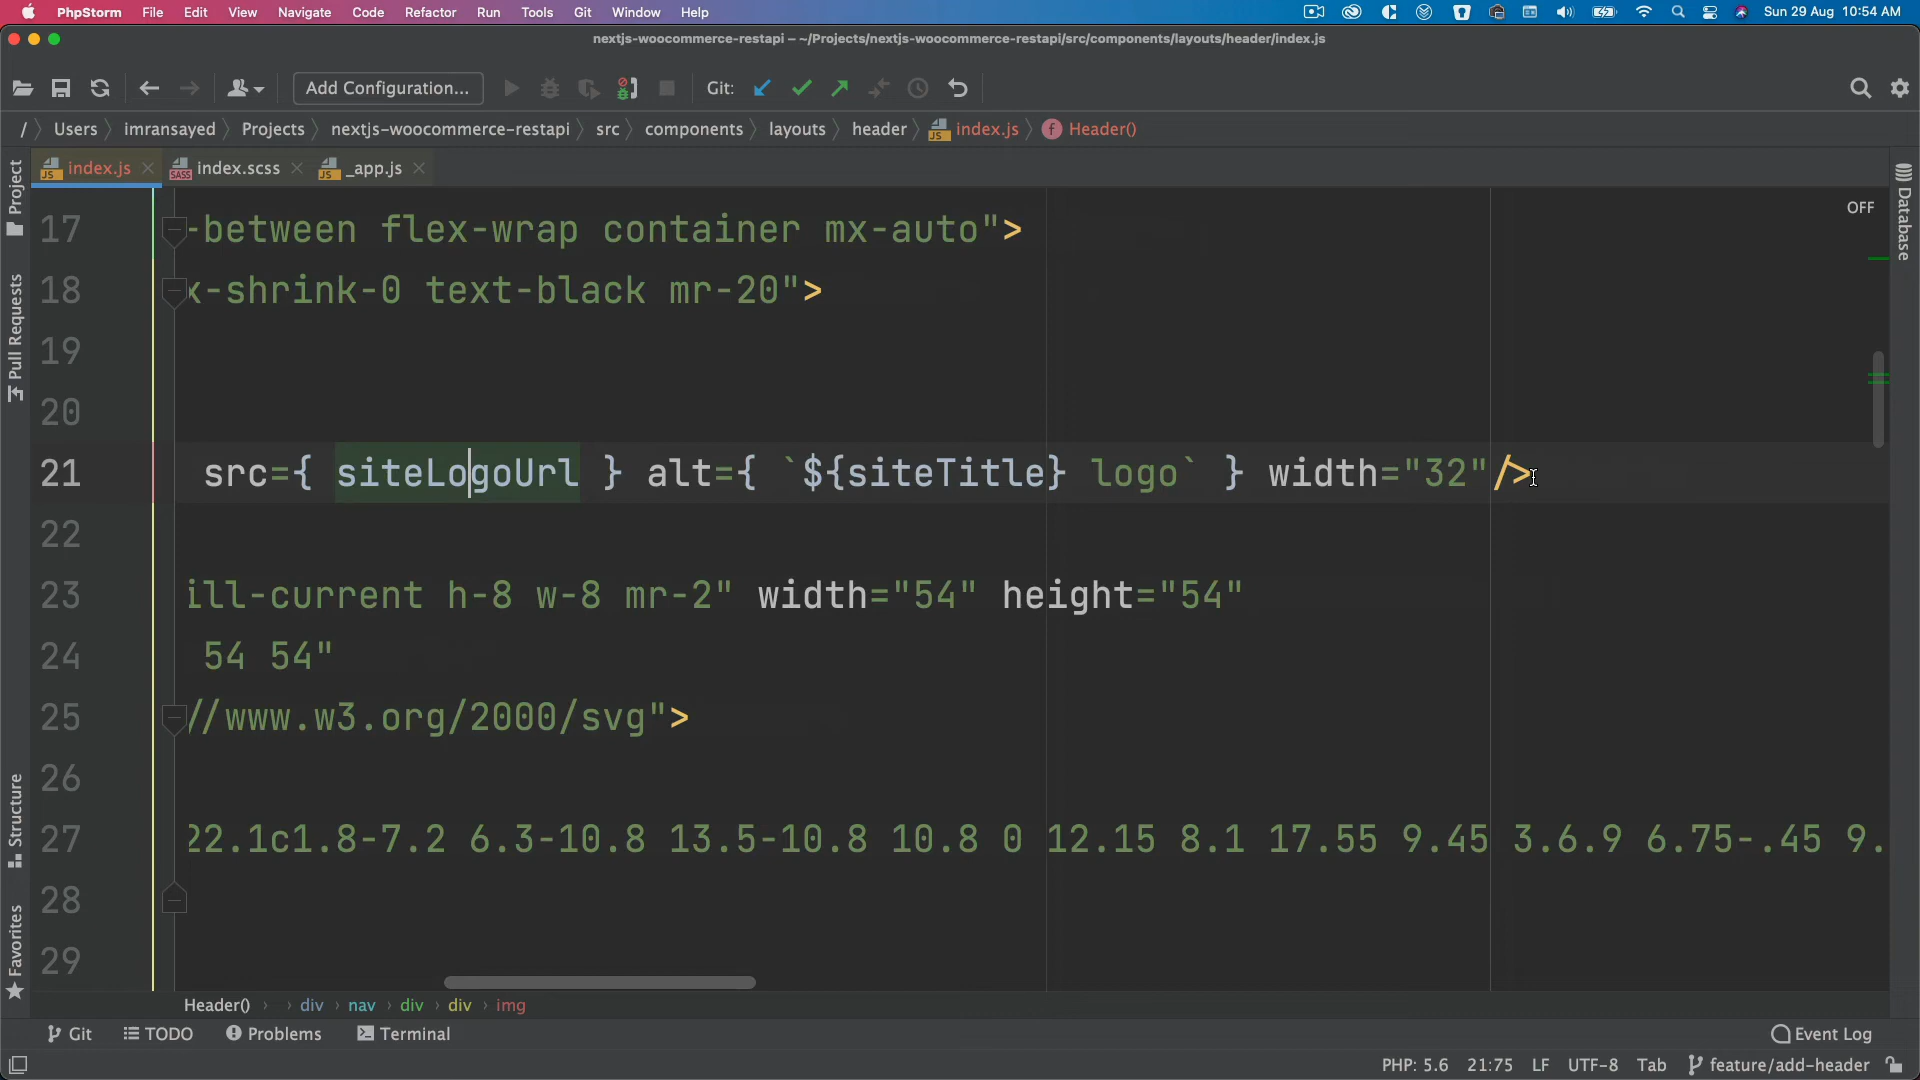 PhpStorm File Edit View Navigate Code Refactor Run Tools Git Window Help Sun 29 Aug 10:54 AM
nextjs-woocommerce-restapi – ~/Projects/nextjs-woocommerce-restapi/src/components/layouts/header/index.js
Add Configuration... Git:
/ Users imransayed Projects nextjs-woocommerce-restapi src components layouts header index.js Header()
index.js index.scss _app.js
Project
Pull Requests
Structure
Favorites
Database
OFF
17 -between flex-wrap container mx-auto">
18 x-shrink-0 text-black mr-20">
19
20
21 src={ siteLogoUrl } alt={ `${siteTitle} logo` } width="32"/>
22
23 ill-current h-8 w-8 mr-2" width="54" height="54"
24 54 54"
25 //www.w3.org/2000/svg">
26
27 22.1c1.8-7.2 6.3-10.8 13.5-10.8 10.8 0 12.15 8.1 17.55 9.45 3.6.9 6.75-.45 9.
28
29
Header() div nav div div img
Git TODO Problems Terminal Event Log
PHP: 5.6 21:75 LF UTF-8 Tab feature/add-header